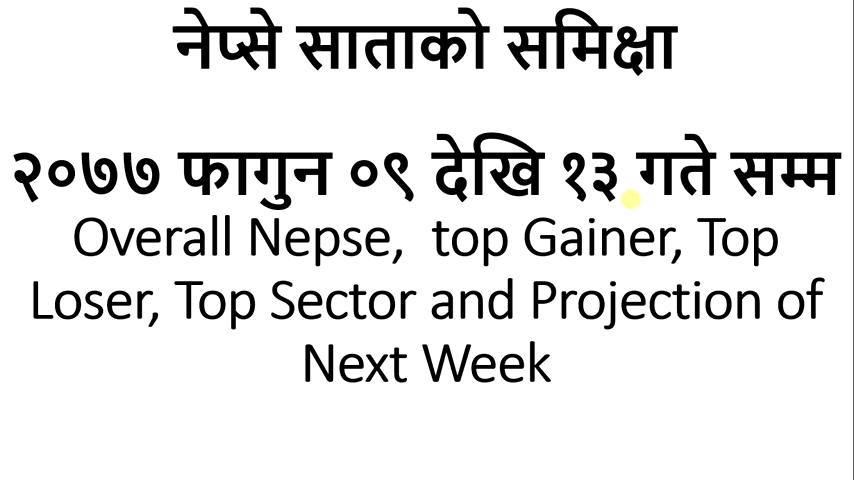 नेप्से साताको समिक्षा
२०७७ फागुन ०९ देखि १३ गते सम्म
Overall Nepse, top Gainer, Top
Loser, Top Sector and Projection of
Next Week